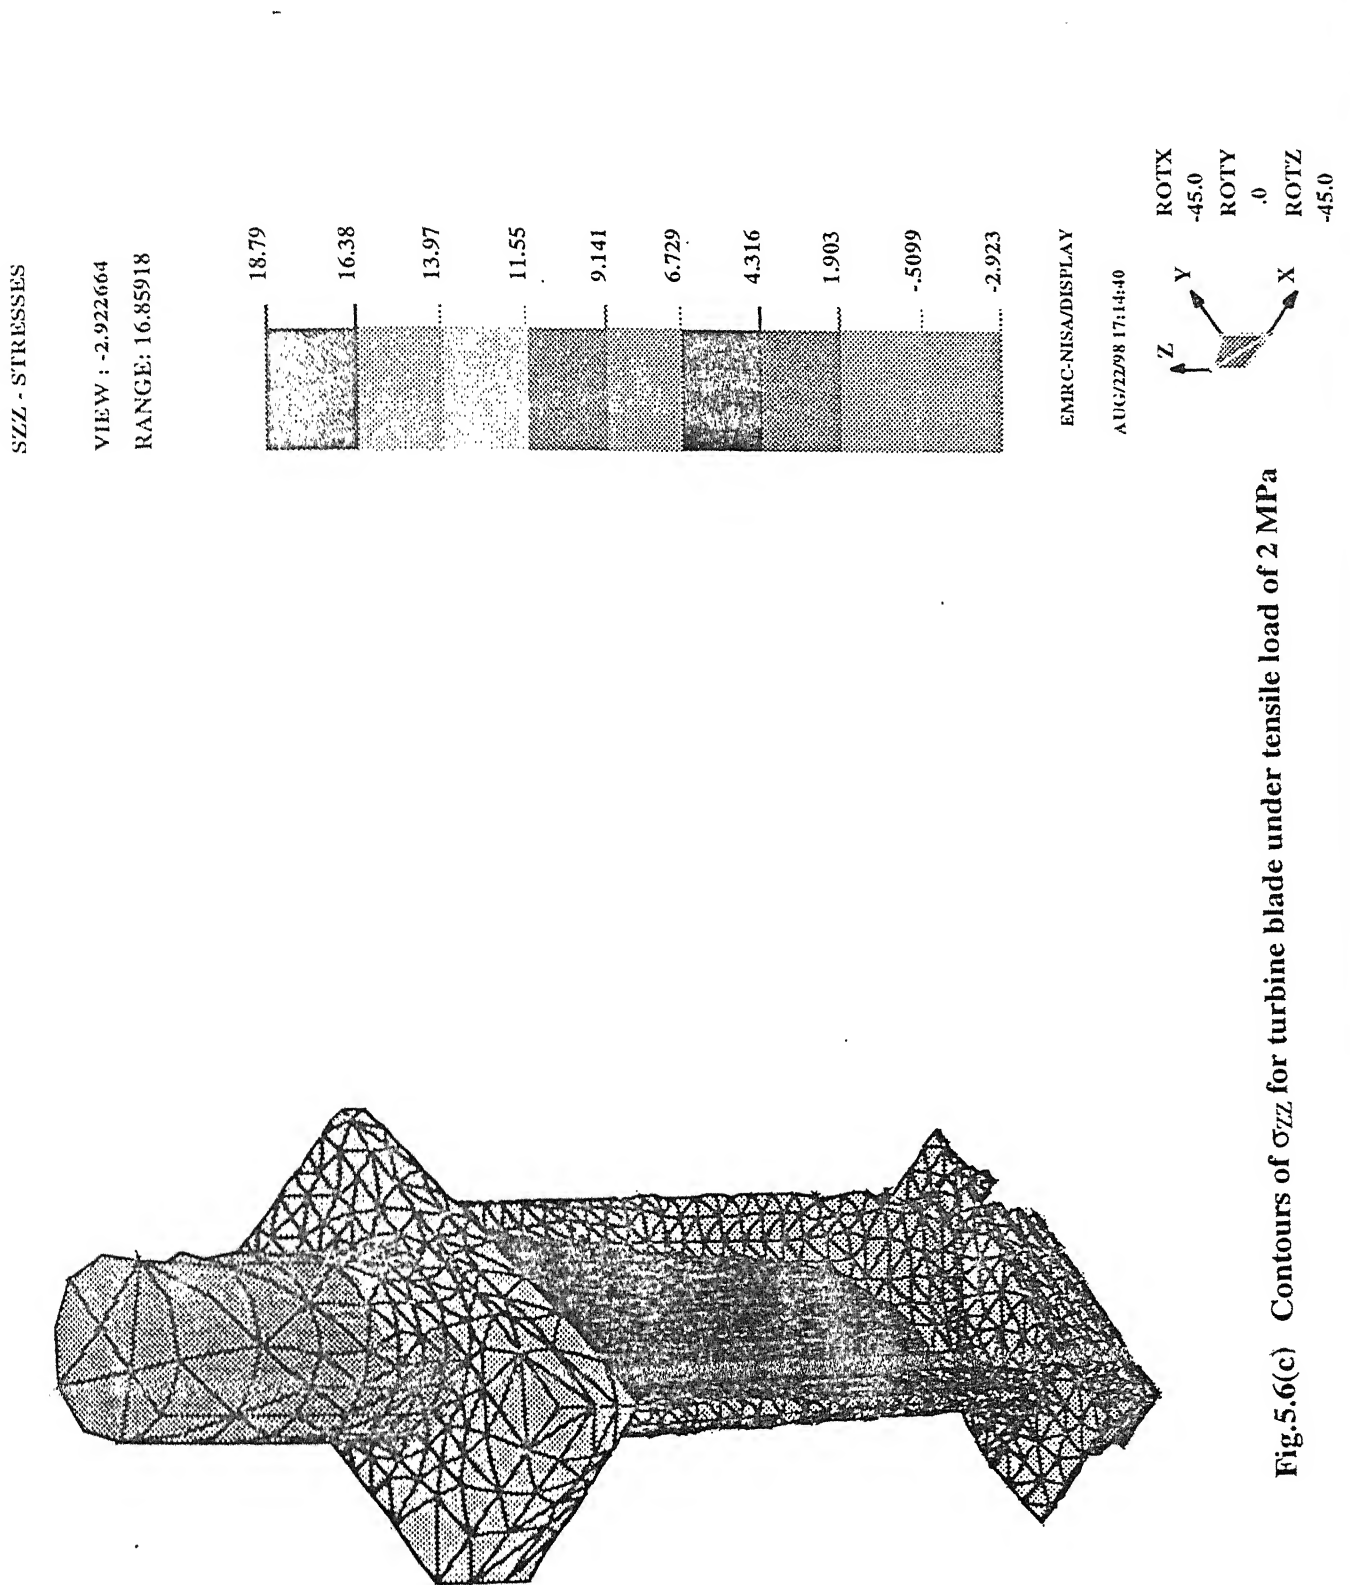 SZZ - STRESSES
VIEW : -2.922664
RANGE: 16.85918
18.79
16.38
13.97
11.55
9.141
6.729
4.316
1.903
-.5099
-2.923
EMRC-NISA/DISPLAY
AUG/22/98 17:14:40
Z
Y
X
ROTX
-45.0
ROTY
.0
ROTZ
-45.0
Fig.5.6(c) Contours of σZZ for turbine blade under tensile load of 2 MPa